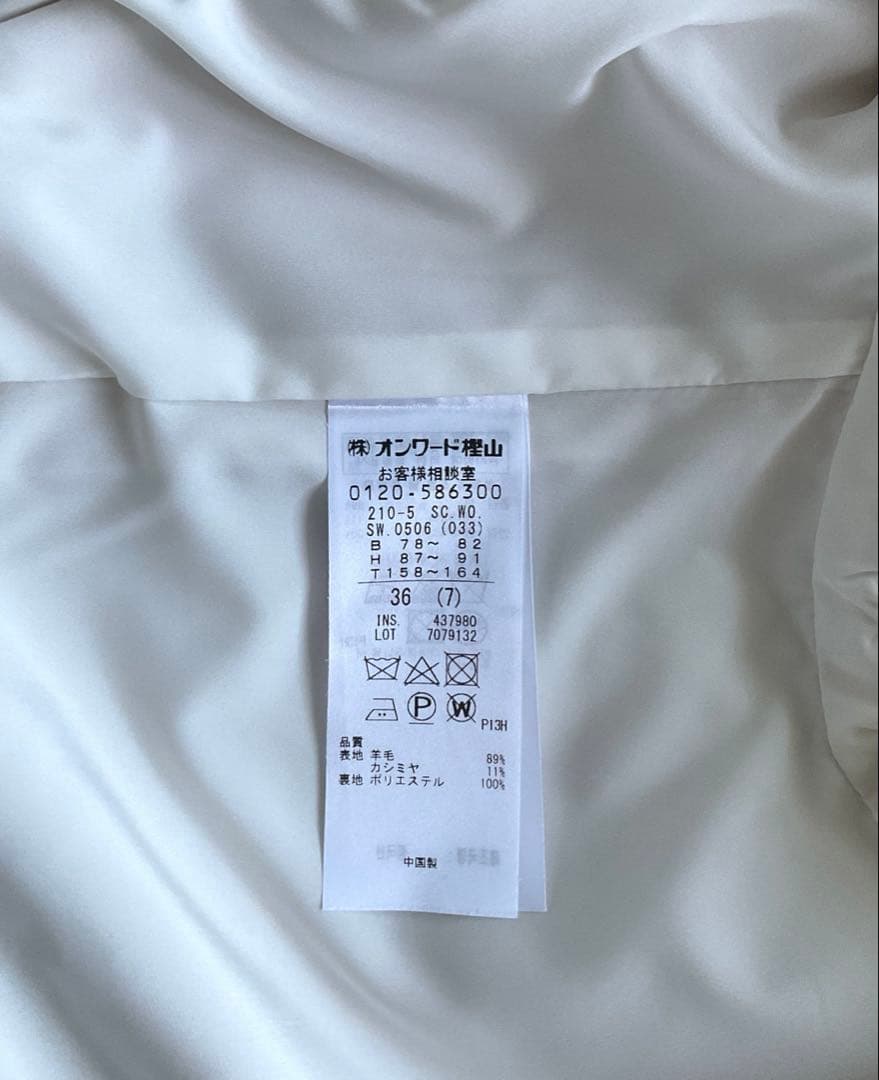 ㈱オンワード樫山
お客様相談室
0120-586300
210-5 SC.WO.
SW.0506 (033)
B 78～ 82
H 87～ 91
T158～164
36 (7)
INS. 437980
LOT 7079132
P
W
P13H
品質
表地 羊毛 89%
カシミヤ 11%
裏地 ポリエステル 100%
中国製